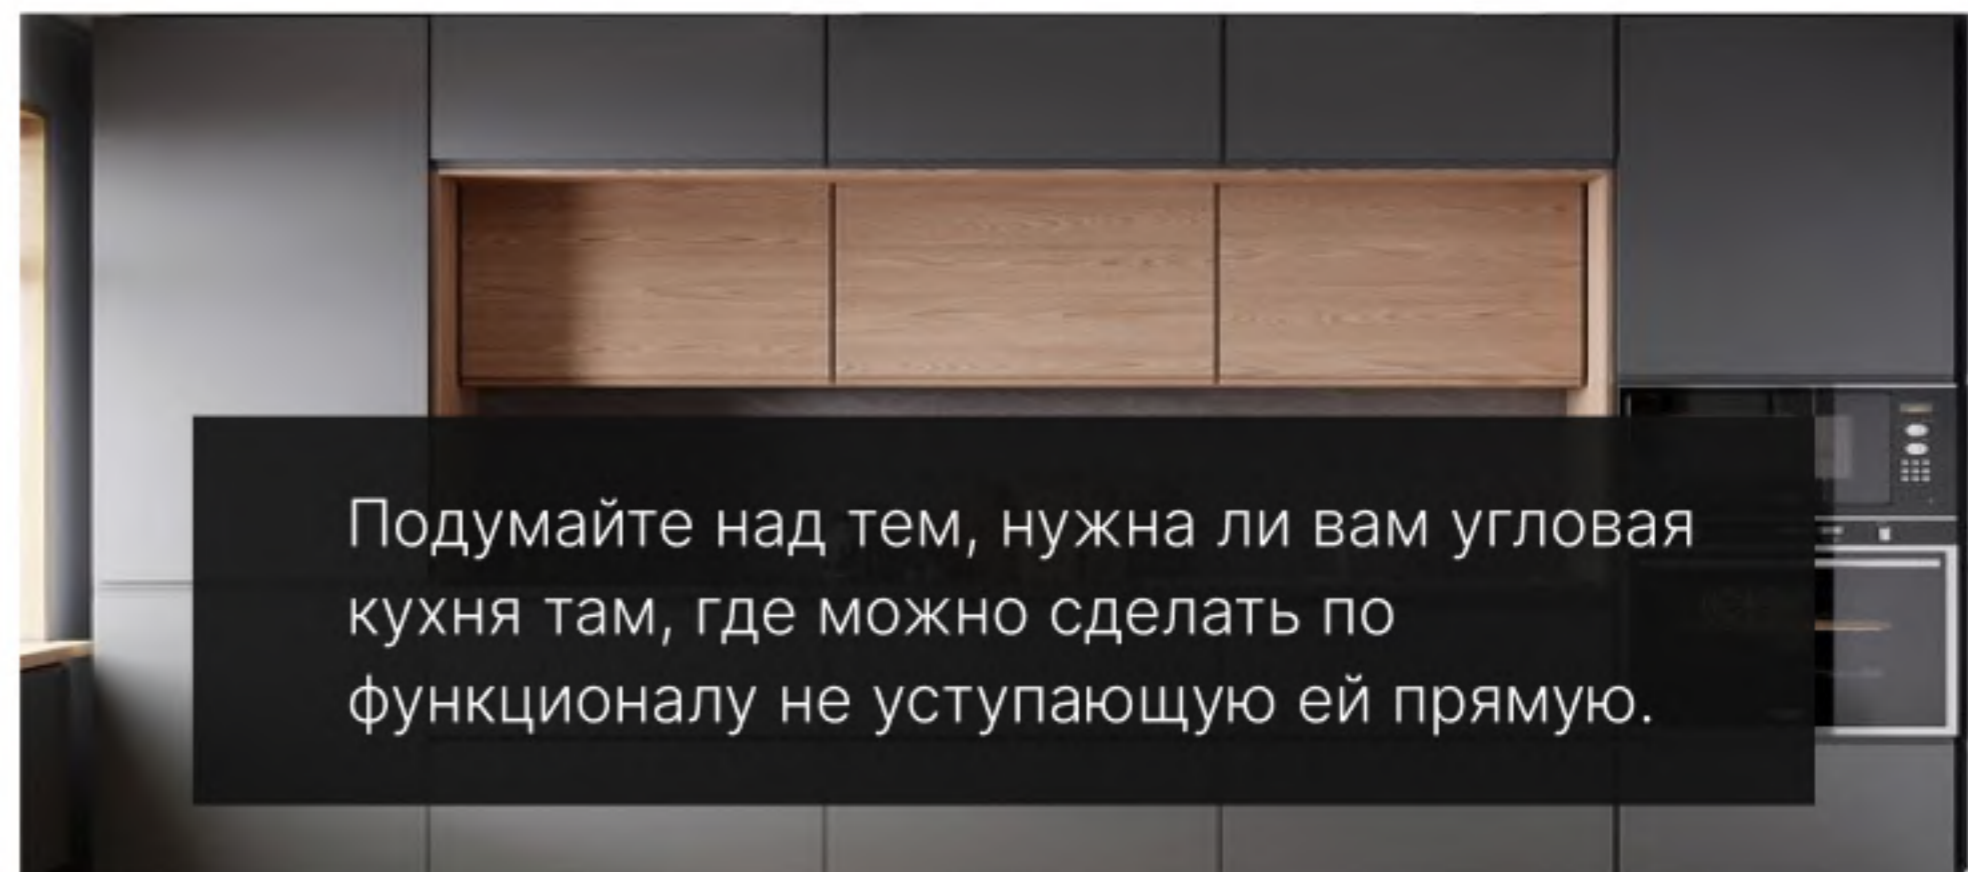 Подумайте над тем, нужна ли вам угловая
кухня там, где можно сделать по
функционалу не уступающую ей прямую.